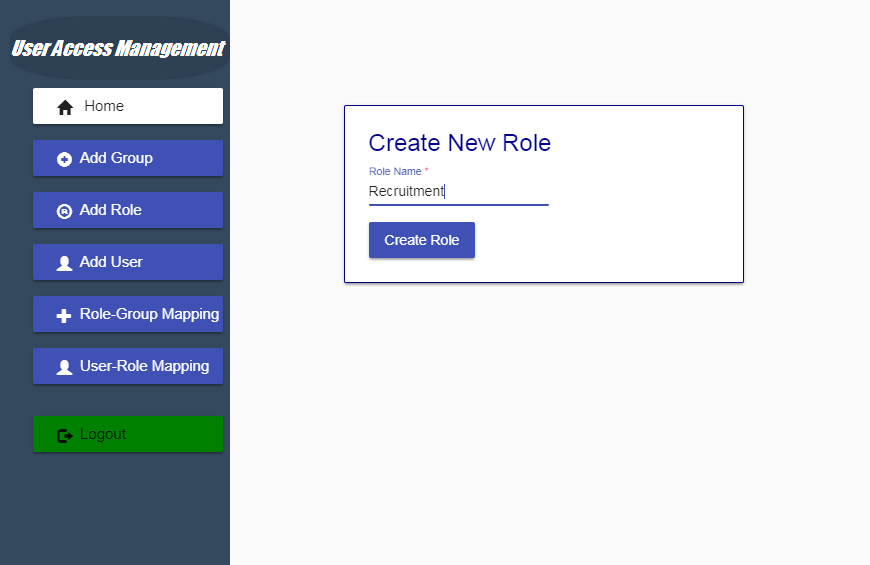 User Access Management
Home
Add Group
Add Role
Add User
Role-Group Mapping
User-Role Mapping
Logout
Create New Role
Role Name *
Recruitment
Create Role